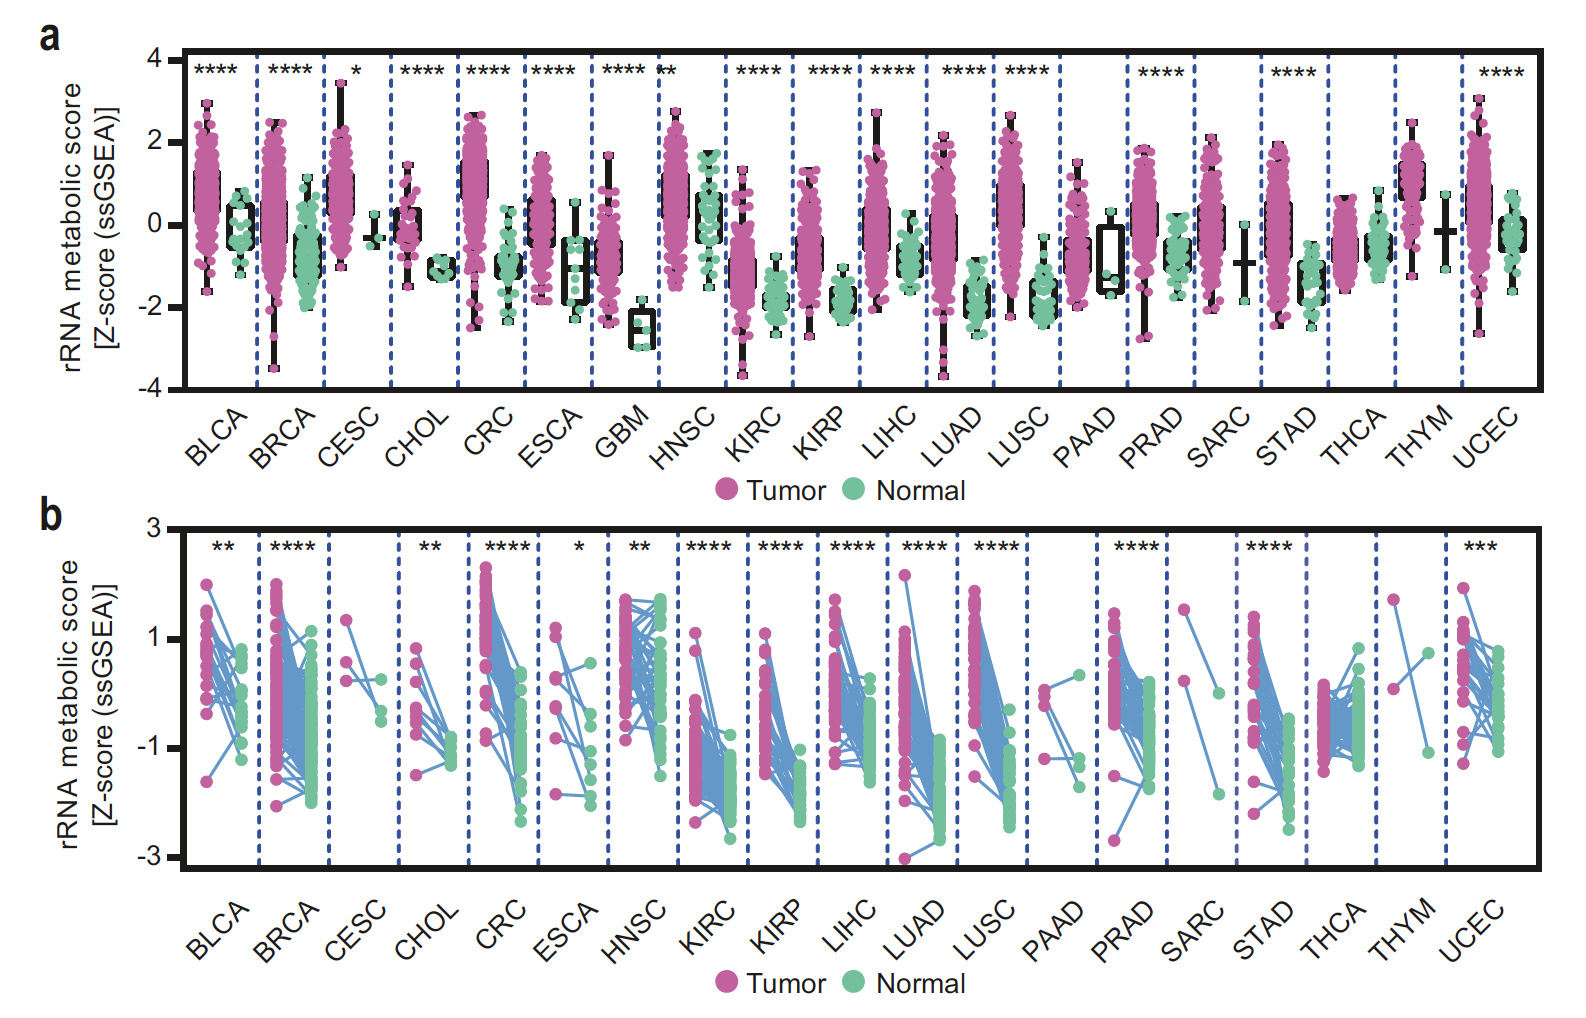 a
rRNA metabolic score
[Z-score (ssGSEA)]
4
2
0
-2
-4
**** **** * **** **** **** **** ** **** **** **** **** **** **** **** ****
BLCA BRCA CESC CHOL CRC ESCA GBM HNSC KIRC KIRP LIHC LUAD LUSC PAAD PRAD SARC STAD THCA THYM UCEC
Tumor Normal
b
rRNA metabolic score
[Z-score (ssGSEA)]
3
1
-1
-3
** **** ** **** * ** **** **** **** **** **** **** **** ***
BLCA BRCA CESC CHOL CRC ESCA HNSC KIRC KIRP LIHC LUAD LUSC PAAD PRAD SARC STAD THCA THYM UCEC
Tumor Normal